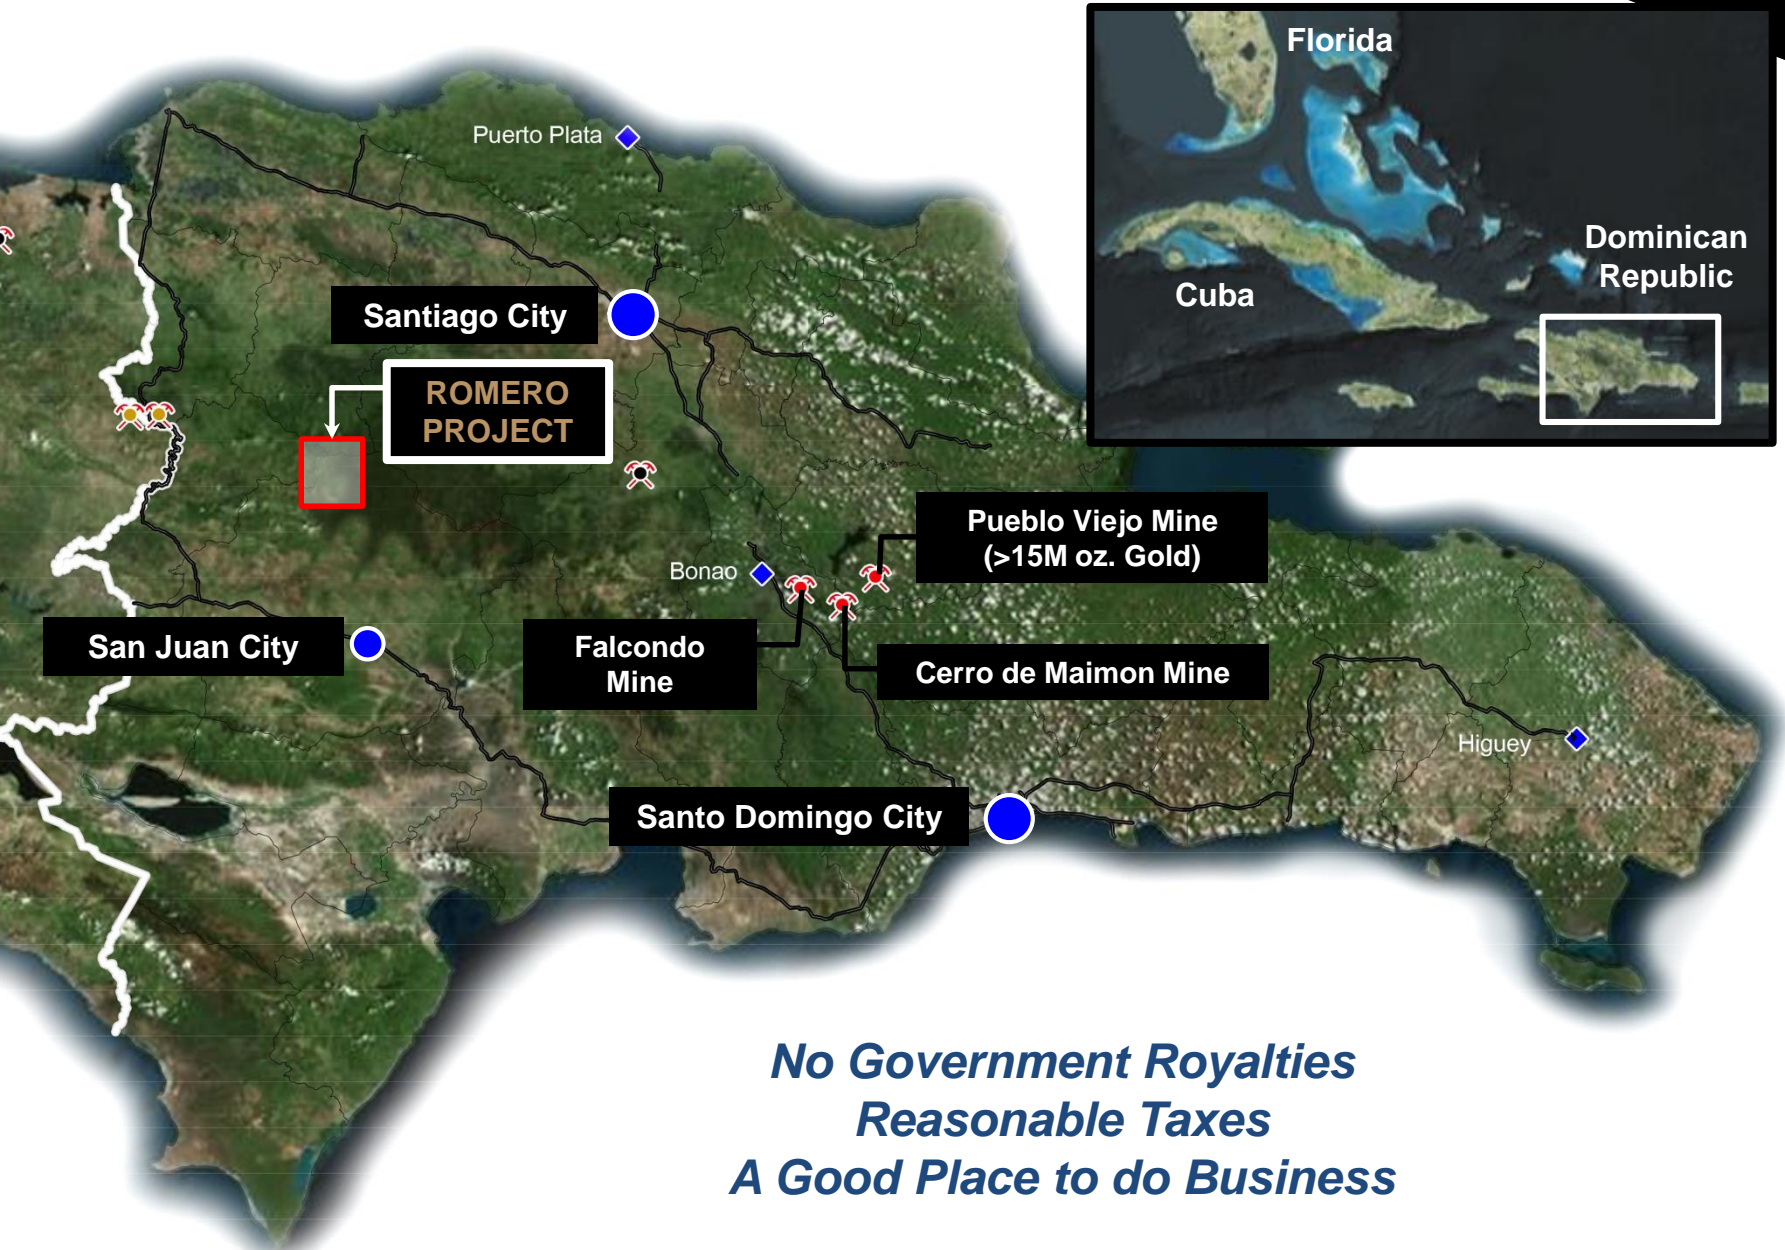 Florida
Puerto Plata
Dominican
Republic
Cuba
Santiago City
ROMERO
PROJECT
Pueblo Viejo Mine
(>15M oz. Gold)
Bonao
San Juan City
Falcondo
Mine
Cerro de Maimon Mine
Higuey
Santo Domingo City
No Government Royalties
Reasonable Taxes
A Good Place to do Business